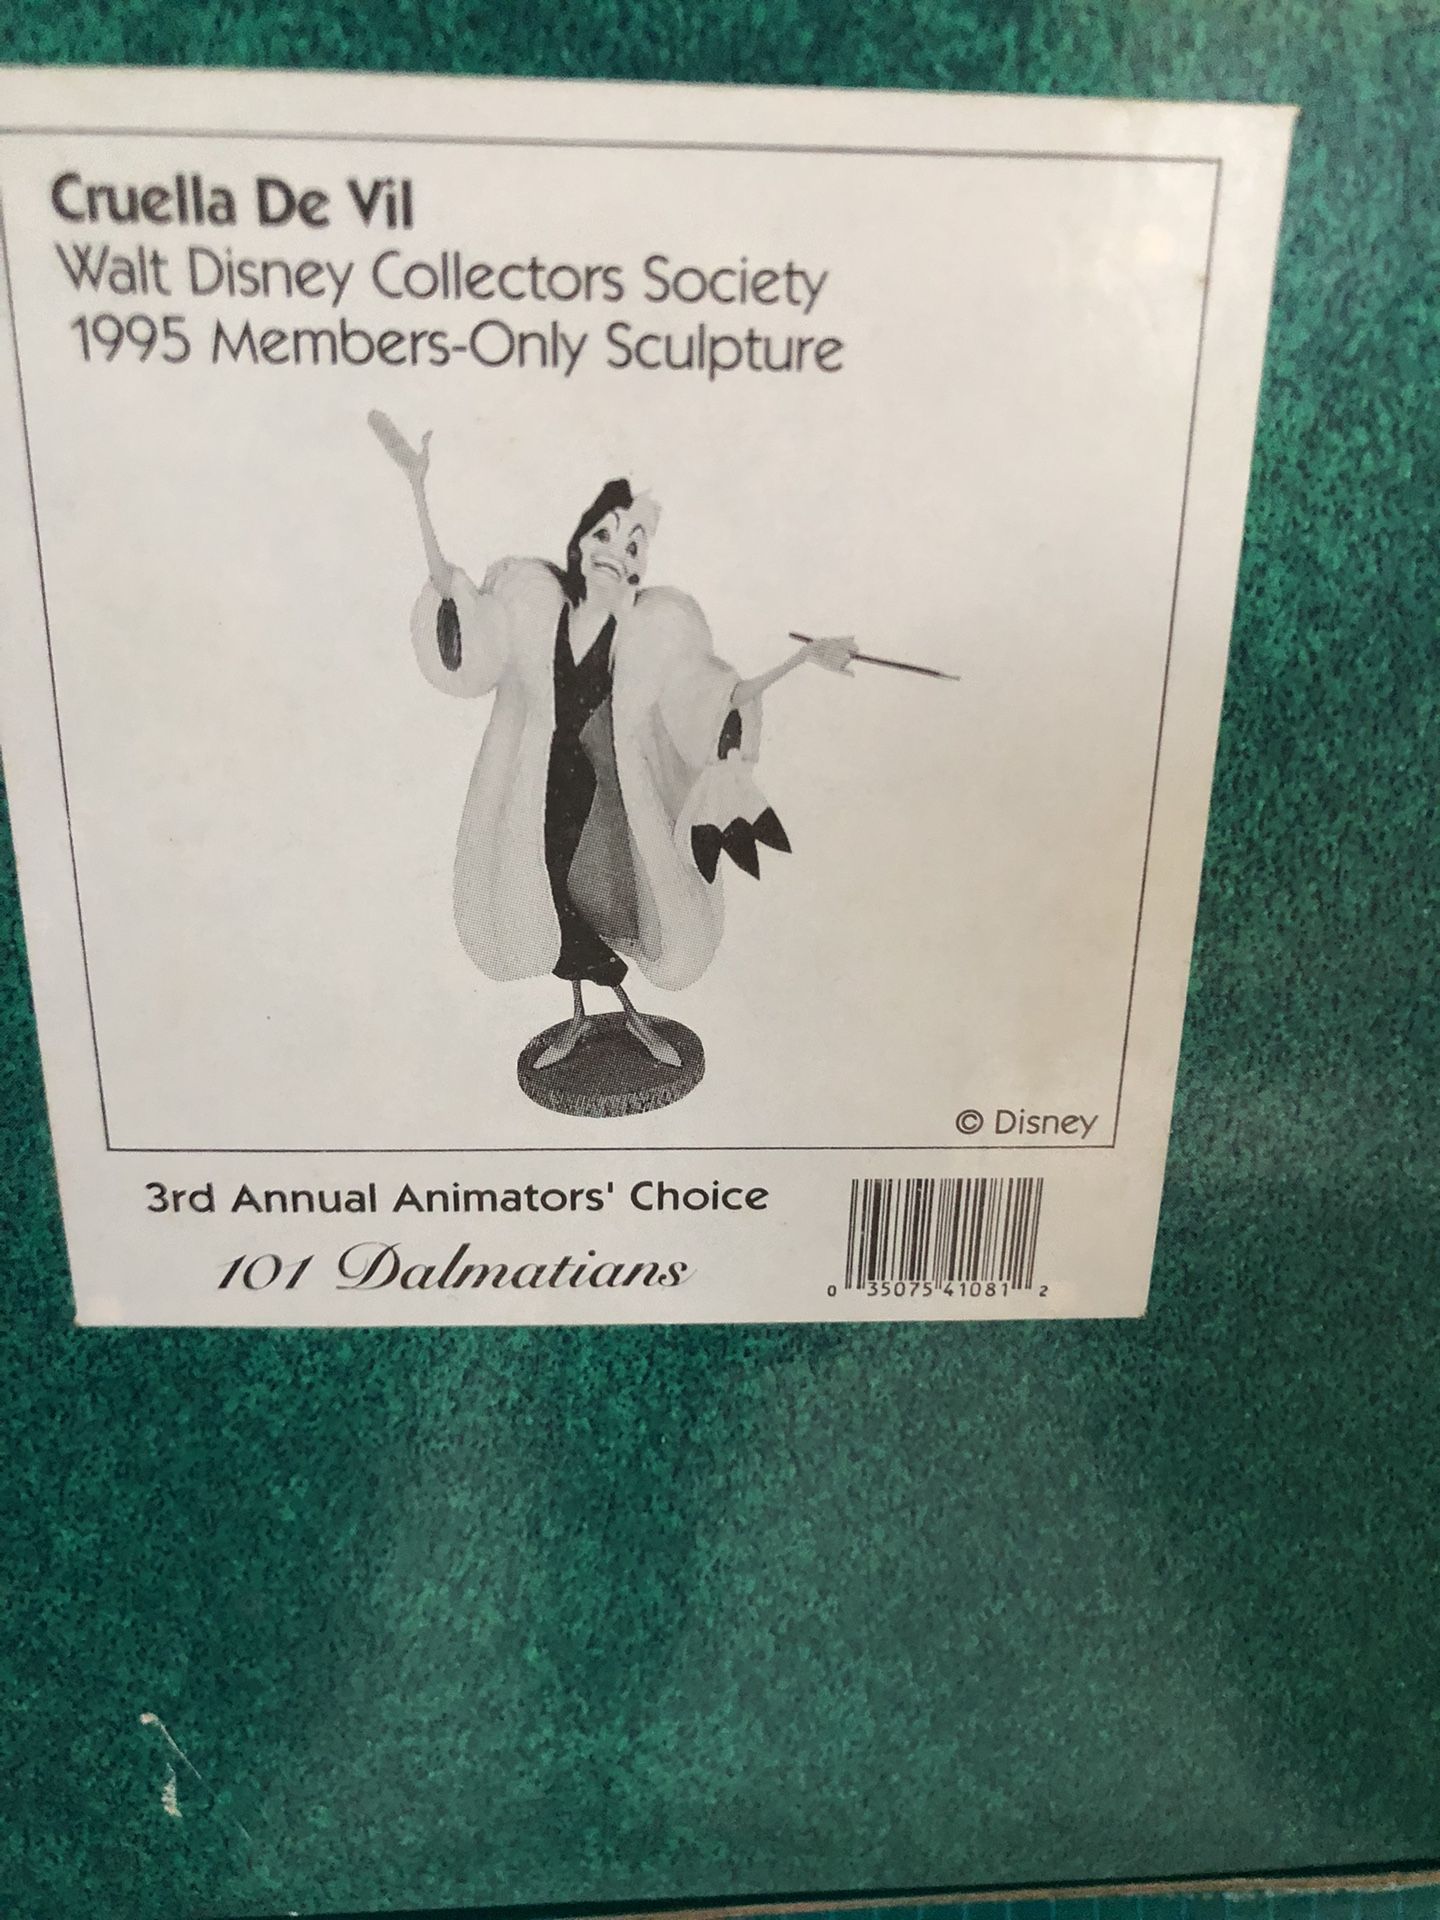 Cruella De Vil
Walt Disney Collectors Society
1995 Members-Only Sculpture
© Disney
3rd Annual Animators' Choice
101 Dalmatians
0 35075 41081 2